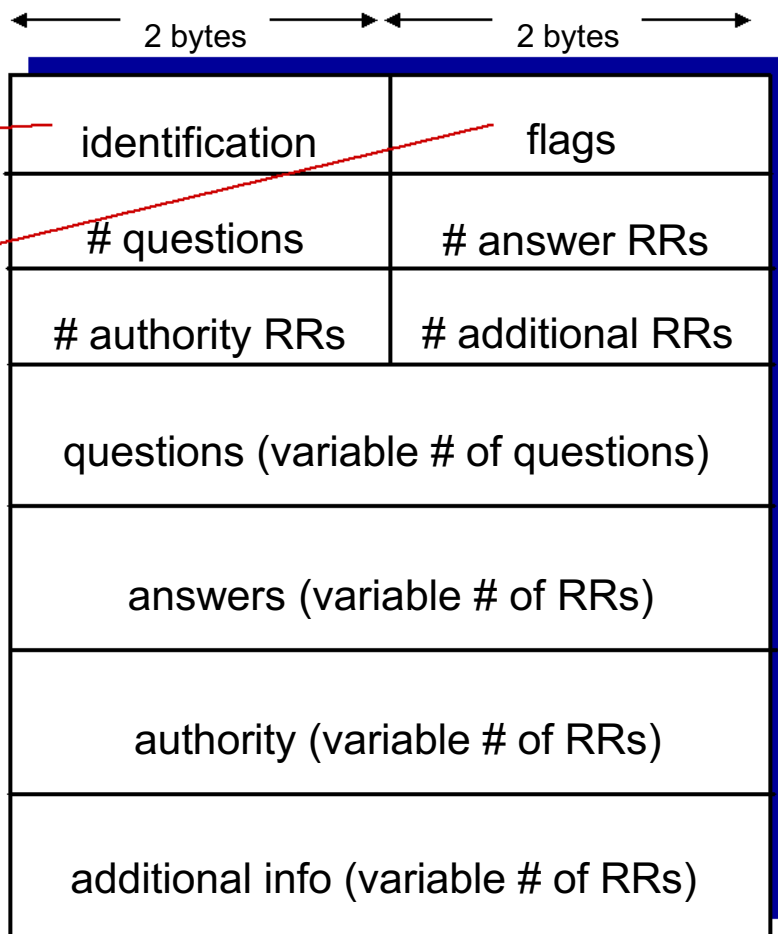 2 bytes 2 bytes
identification flags
# questions # answer RRs
# authority RRs # additional RRs
questions (variable # of questions)
answers (variable # of RRs)
authority (variable # of RRs)
additional info (variable # of RRs)